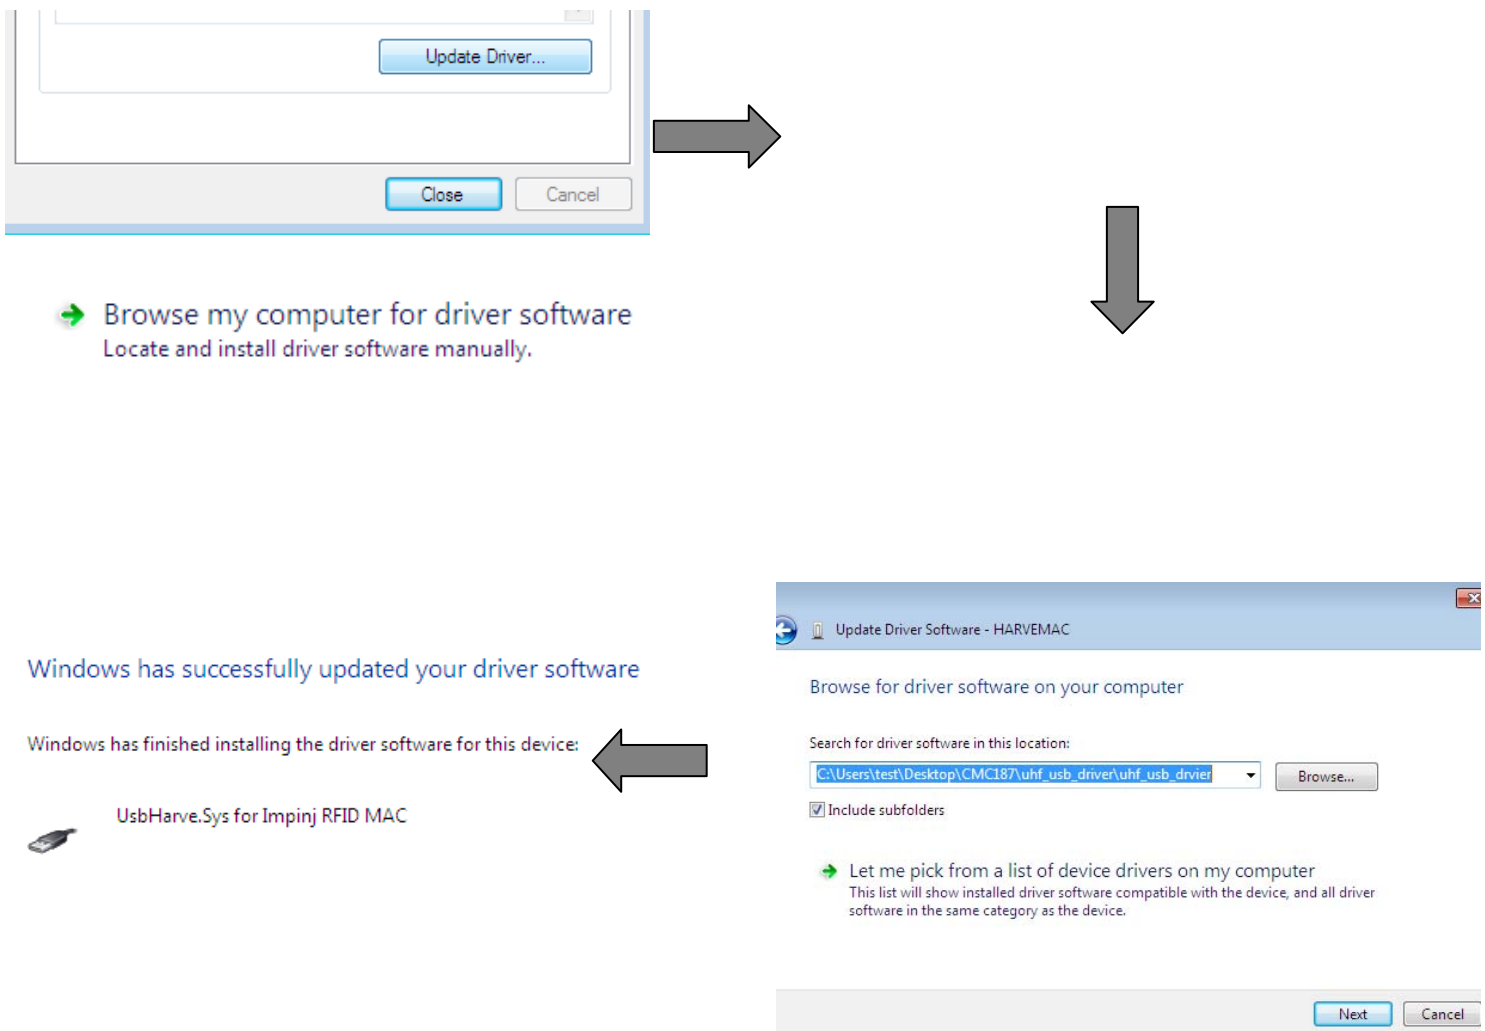 Update Driver...
Close
Cancel
Browse my computer for driver software
Locate and install driver software manually.
Windows has successfully updated your driver software
Windows has finished installing the driver software for this device:
UsbHarve.Sys for Impinj RFID MAC
Update Driver Software - HARVEMAC
Browse for driver software on your computer
Search for driver software in this location:
C:\Users\test\Desktop\CMC187\uhf_usb_driver\uhf_usb_drvier
Browse...
Include subfolders
Let me pick from a list of device drivers on my computer
This list will show installed driver software compatible with the device, and all driver
software in the same category as the device.
Next
Cancel